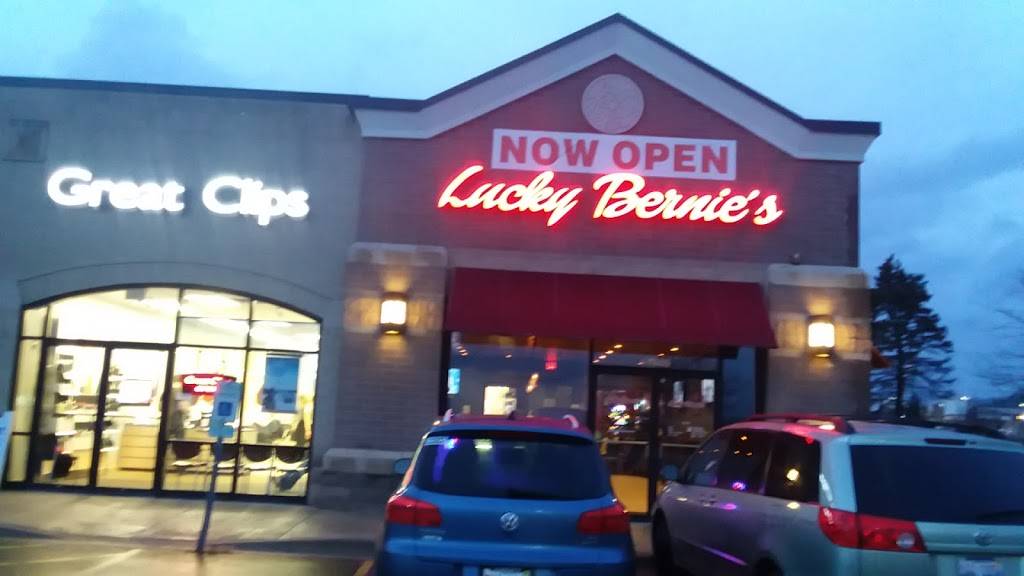 Great Clips
NOW OPEN
Lucky Bernie's